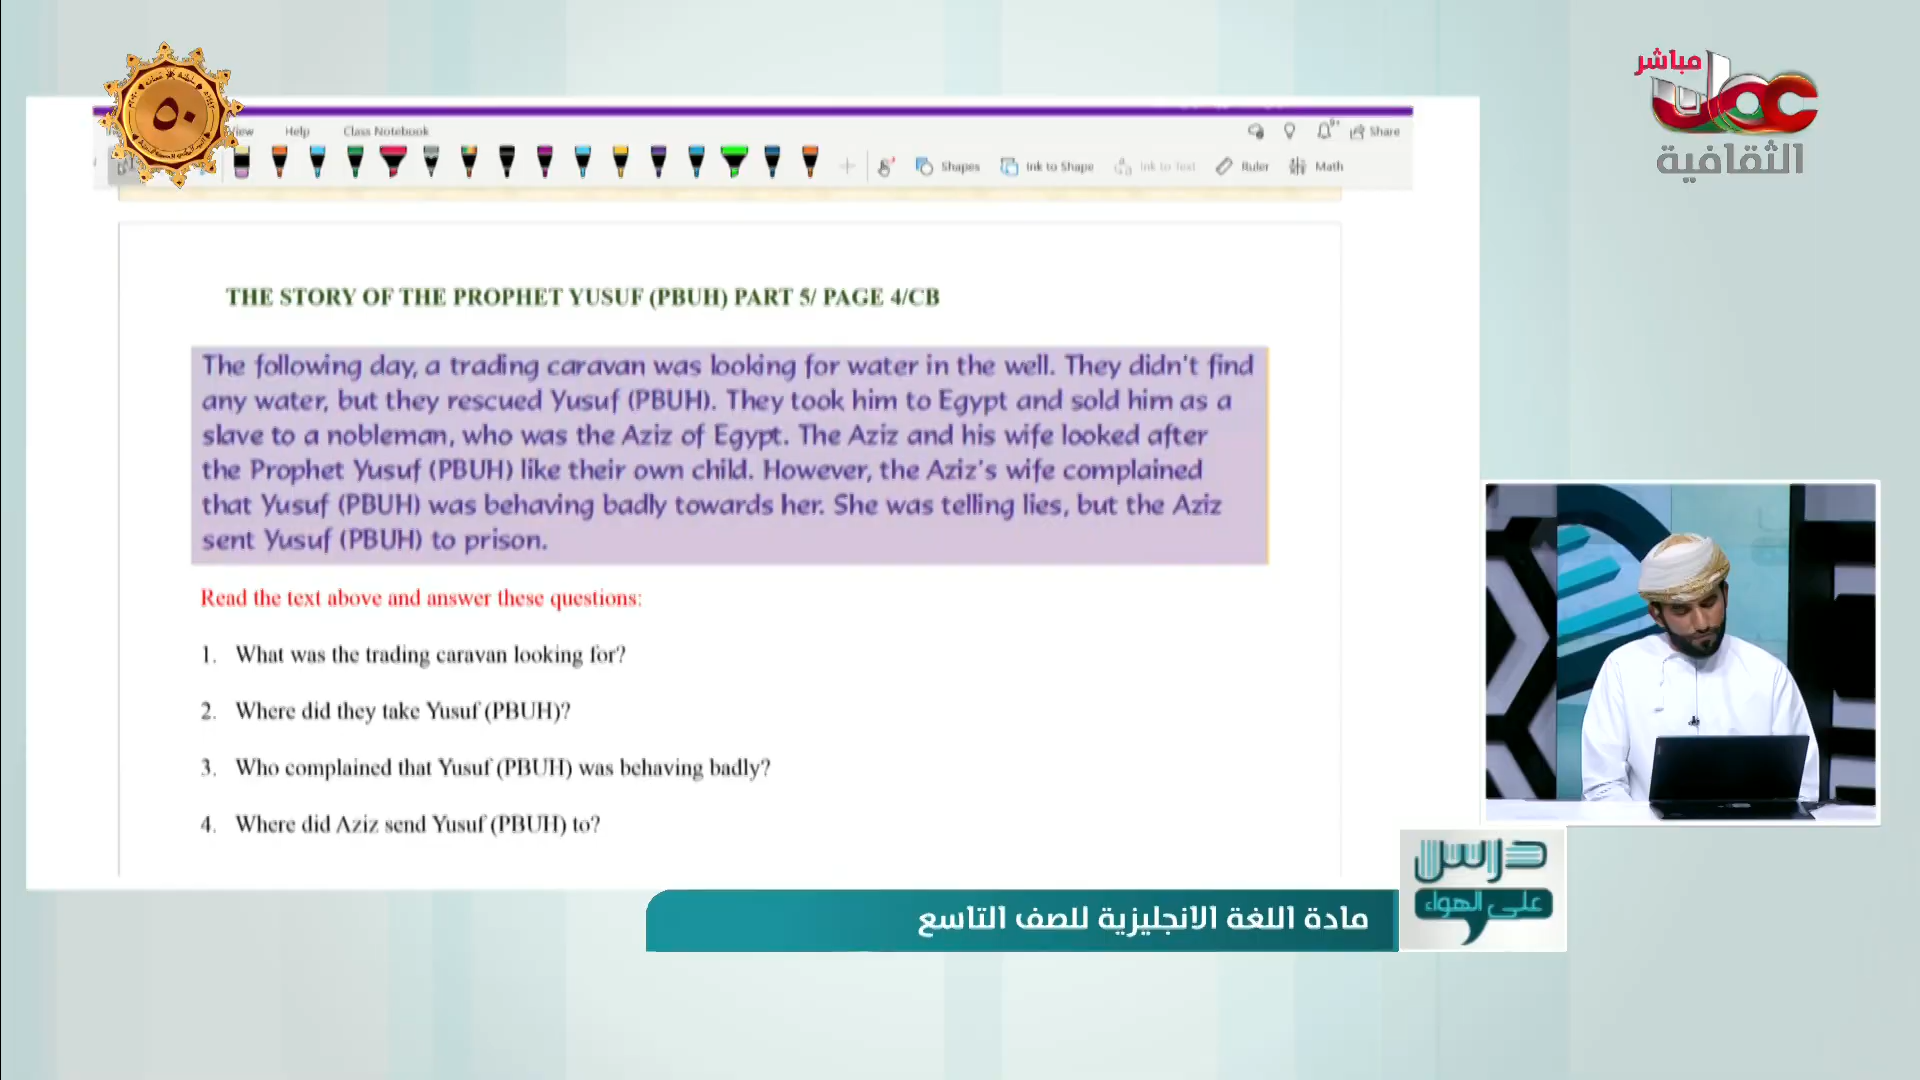 مباشر
عمان
الثقافية
٥٠
View Help Class Notebook Share
Shapes Ink to Shape Ink to Text Ruler Math
THE STORY OF THE PROPHET YUSUF (PBUH) PART 5/ PAGE 4/CB
The following day, a trading caravan was looking for water in the well. They didn't find
any water, but they rescued Yusuf (PBUH). They took him to Egypt and sold him as a
slave to a nobleman, who was the Aziz of Egypt. The Aziz and his wife looked after
the Prophet Yusuf (PBUH) like their own child. However, the Aziz's wife complained
that Yusuf (PBUH) was behaving badly towards her. She was telling lies, but the Aziz
sent Yusuf (PBUH) to prison.
Read the text above and answer these questions:
1. What was the trading caravan looking for?
2. Where did they take Yusuf (PBUH)?
3. Who complained that Yusuf (PBUH) was behaving badly?
4. Where did Aziz send Yusuf (PBUH) to?
درس
على الهواء
مادة اللغة الانجليزية للصف التاسع